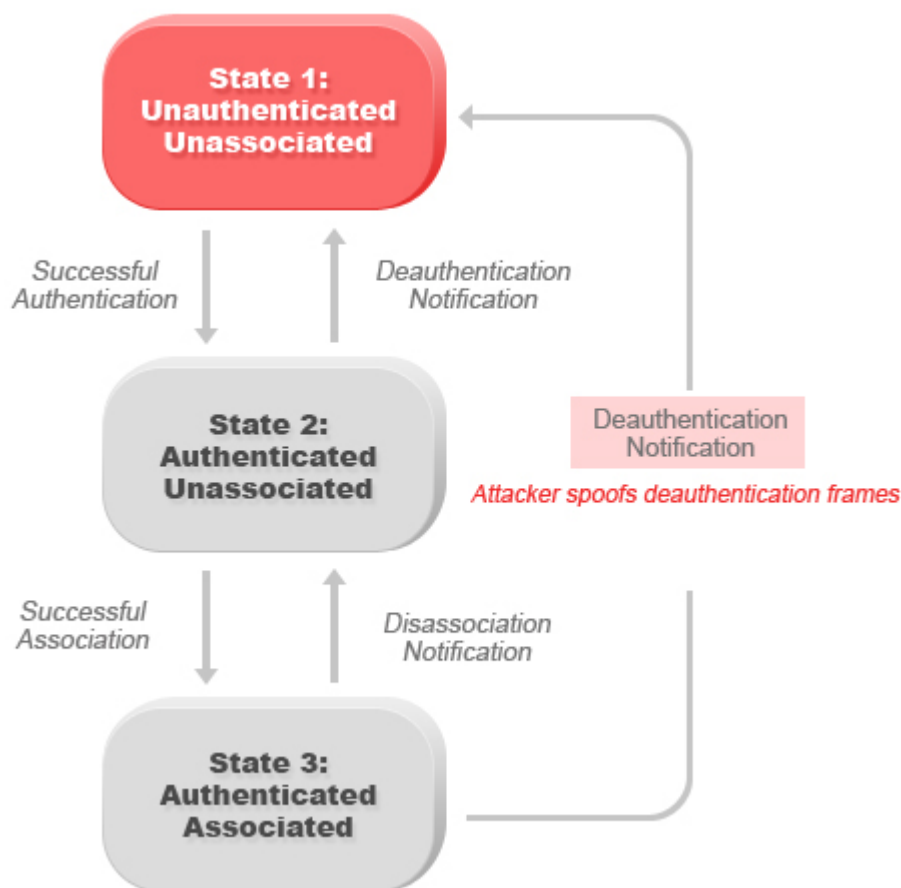 State 1:
Unauthenticated
Unassociated
Successful
Authentication
Deauthentication
Notification
State 2:
Authenticated
Unassociated
Deauthentication
Notification
Attacker spoofs deauthentication frames
Successful
Association
Disassociation
Notification
State 3:
Authenticated
Associated